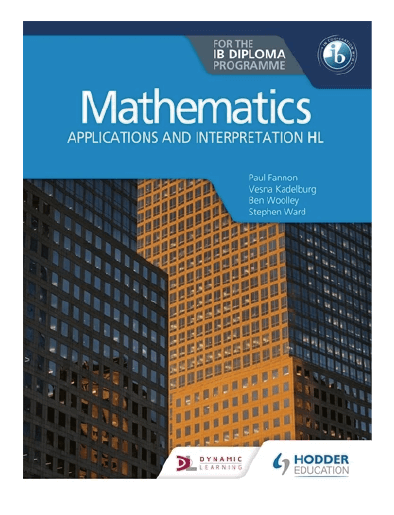 FOR THE
IB DIPLOMA
PROGRAMME
ib
Mathematics
APPLICATIONS AND INTERPRETATION HL
Paul Fannon
Vesna Kadelburg
Ben Woolley
Stephen Ward
DYNAMIC
LEARNING
HODDER
EDUCATION